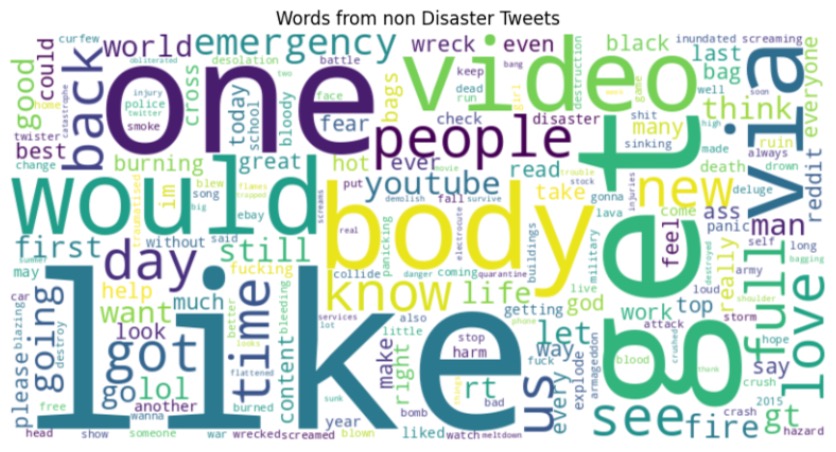 Words from non Disaster Tweets
like
one
get
body
would
video
via
people
back
world
emergency
wreck
even
black
last
bag
inundated
screaming
curfew
obliterated
desolation
battle
two
could
good
injury
police
twitter
smoke
cross
today
school
bloody
face
fear
bags
keep
dead
run
bang
check
disaster
girl
destruction
shit
many
sinking
game
well
high
think
everyone
soon
made
ruin
always
home
catastrophe
twister
best
change
burning
great
hot
ever
read
youtube
take
new
death
drown
reddit
deluge
im
blew
flames
trapped
song
big
ebay
traumatised
put
movie
fall
demolish
survive
trouble
stock
gonna
injuries
lava
come
ass
panic
man
feel
self
long
first
without
said
still
screams
real
panicking
electrocute
buildings
military
really
destroyed
army
bagging
may
summer
day
fucking
collide
coming
danger
quarantine
know
life
getting
god
live
work
top
loud
shoulder
full
love
car
blazing
please
going
destroy
help
want
much
look
got
time
better
looks
bleeding
content
services
lot
also
little
make
right
rt
stop
harm
phone
let
way
us
every
fuck
explode
armageddon
attack
storm
hope
blood
crushed
thank
say
crush
free
go
lol
another
burned
flattened
sunk
year
bomb
bad
things
see
fire
gt
crash
2015
hazard
head
show
wanna
someone
war
wrecked
screamed
blown
liked
watch
meltdown